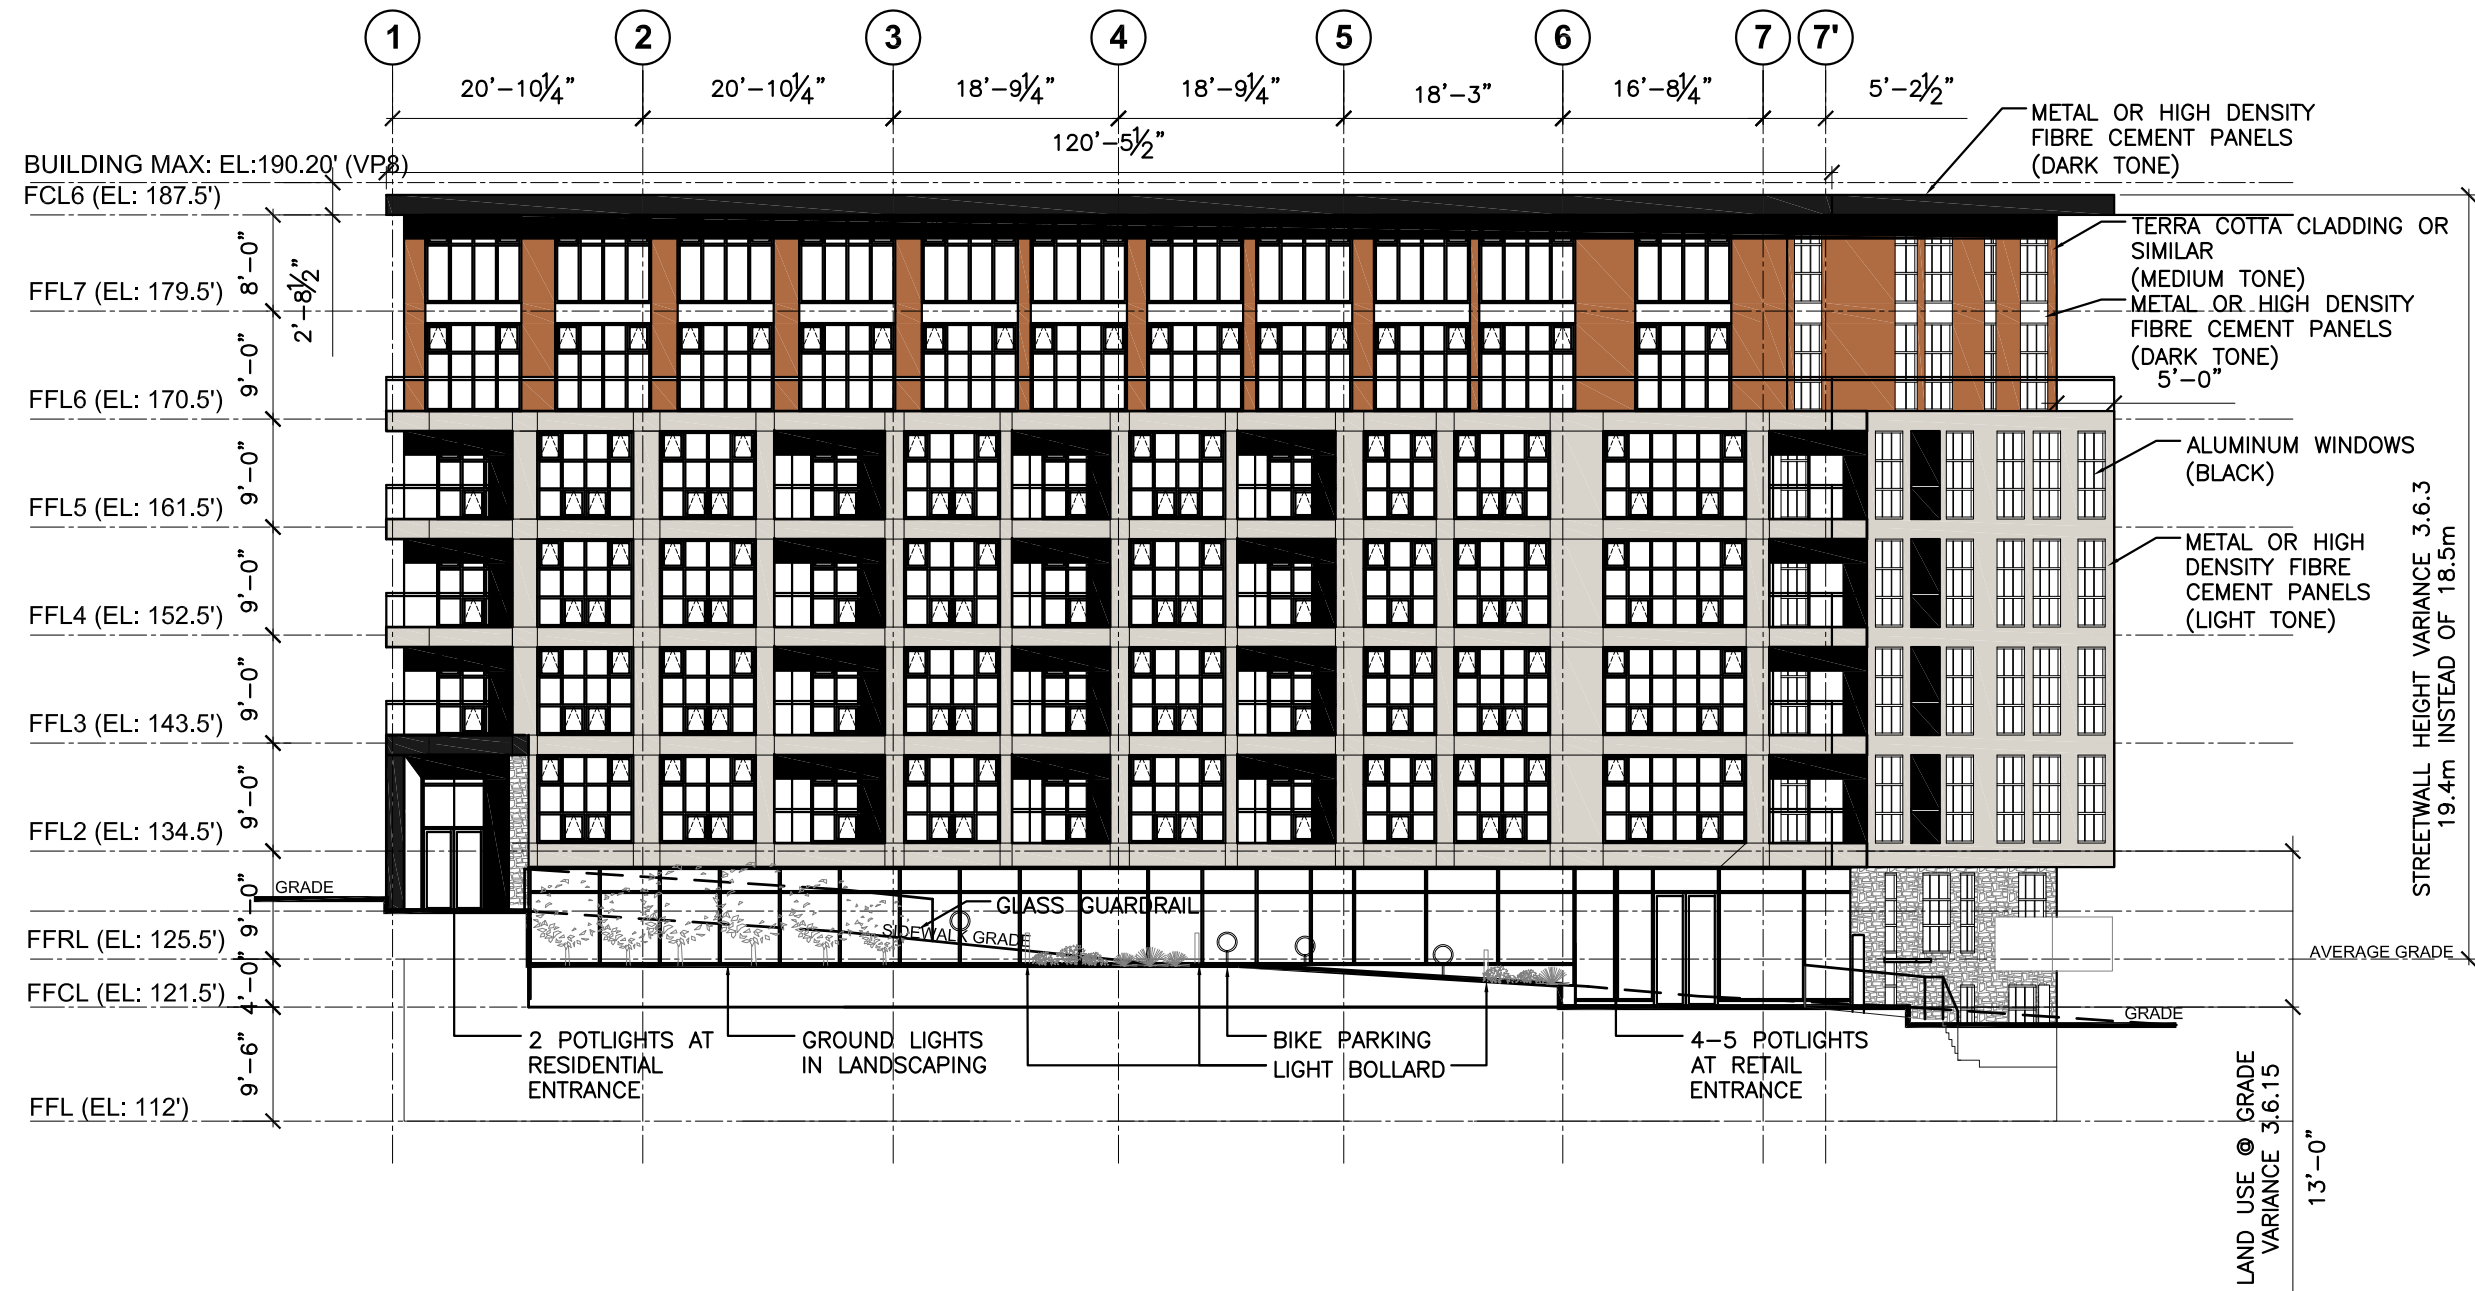 1 2 3 4 5 6 7 7'
20'-10¼" 20'-10¼" 18'-9¼" 18'-9¼" 18'-3" 16'-8¼" 5'-2½"
120'-5½"
METAL OR HIGH DENSITY
FIBRE CEMENT PANELS
(DARK TONE)
BUILDING MAX: EL:190.20' (VP8)
FCL6 (EL: 187.5')
8'-0"
2'-8½"
FFL7 (EL: 179.5')
9'-0"
FFL6 (EL: 170.5')
9'-0"
FFL5 (EL: 161.5')
9'-0"
FFL4 (EL: 152.5')
9'-0"
FFL3 (EL: 143.5')
9'-0"
FFL2 (EL: 134.5')
9'-0"
FFRL (EL: 125.5')
4'-0"
FFCL (EL: 121.5')
9'-6"
FFL (EL: 112')
TERRA COTTA CLADDING OR
SIMILAR
(MEDIUM TONE)
METAL OR HIGH DENSITY
FIBRE CEMENT PANELS
(DARK TONE)
5'-0"
ALUMINUM WINDOWS
(BLACK)
METAL OR HIGH
DENSITY FIBRE
CEMENT PANELS
(LIGHT TONE)
STREETWALL HEIGHT VARIANCE 3.6.3
19.4m INSTEAD OF 18.5m
GRADE
GLASS GUARDRAIL
SIDEWALK GRADE
AVERAGE GRADE
GRADE
2 POTLIGHTS AT
RESIDENTIAL
ENTRANCE
GROUND LIGHTS
IN LANDSCAPING
BIKE PARKING
LIGHT BOLLARD
4-5 POTLIGHTS
AT RETAIL
ENTRANCE
LAND USE @ GRADE
VARIANCE 3.6.15
13'-0"